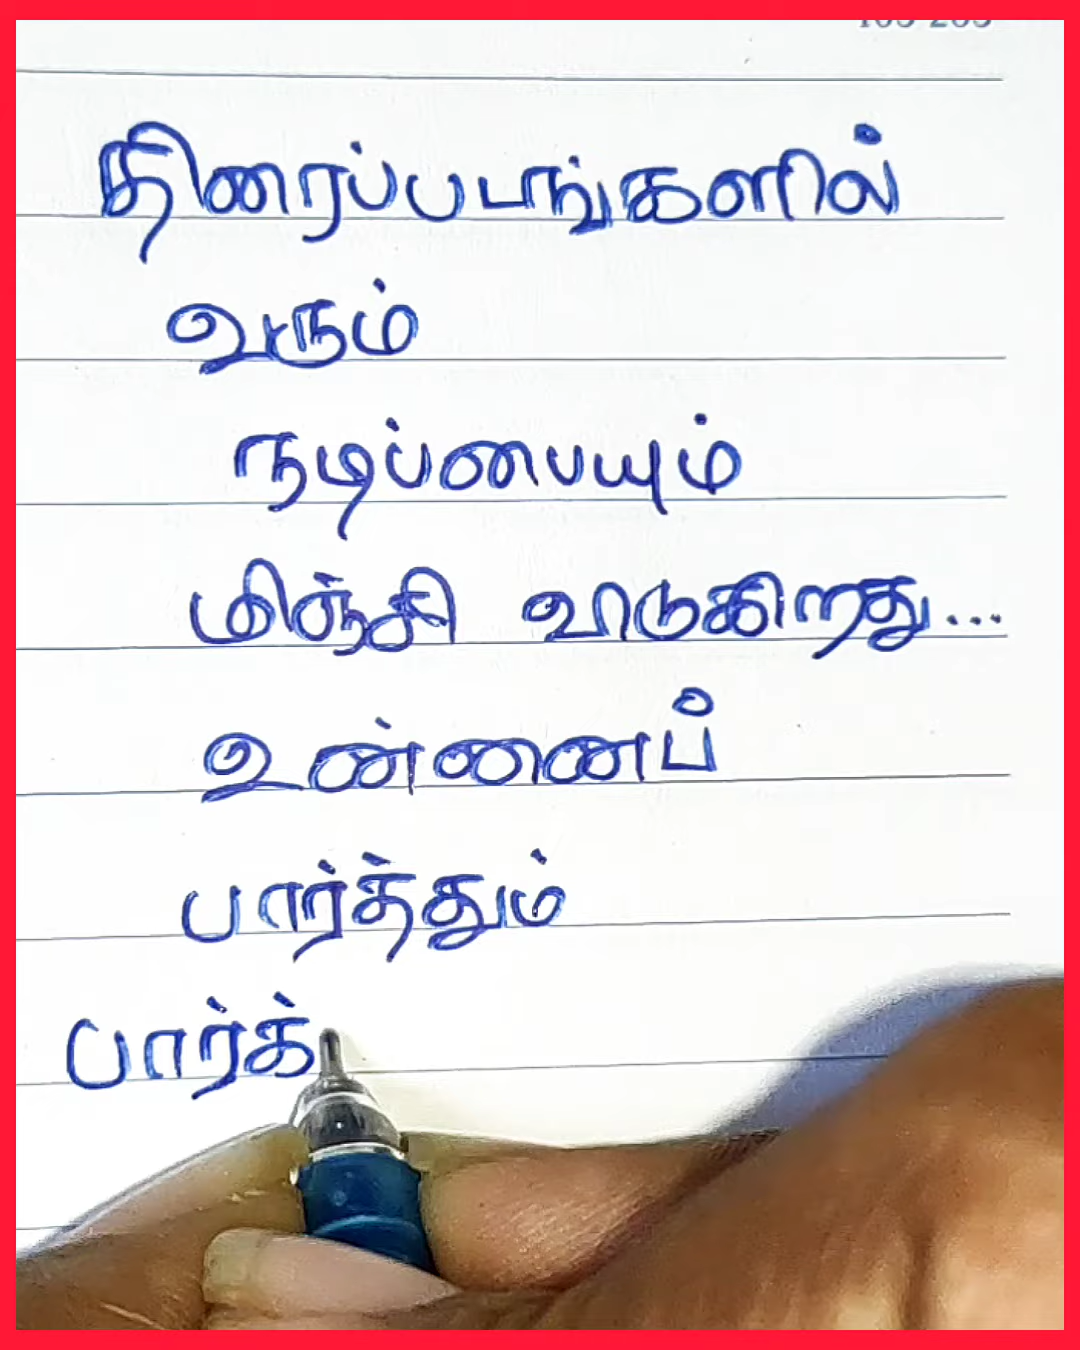 திரைப்படங்களில்
வரும்
நடிப்பையும்
மிஞ்சி விடுகிறது...
உன்னைப்
பார்த்தும்
பார்க்